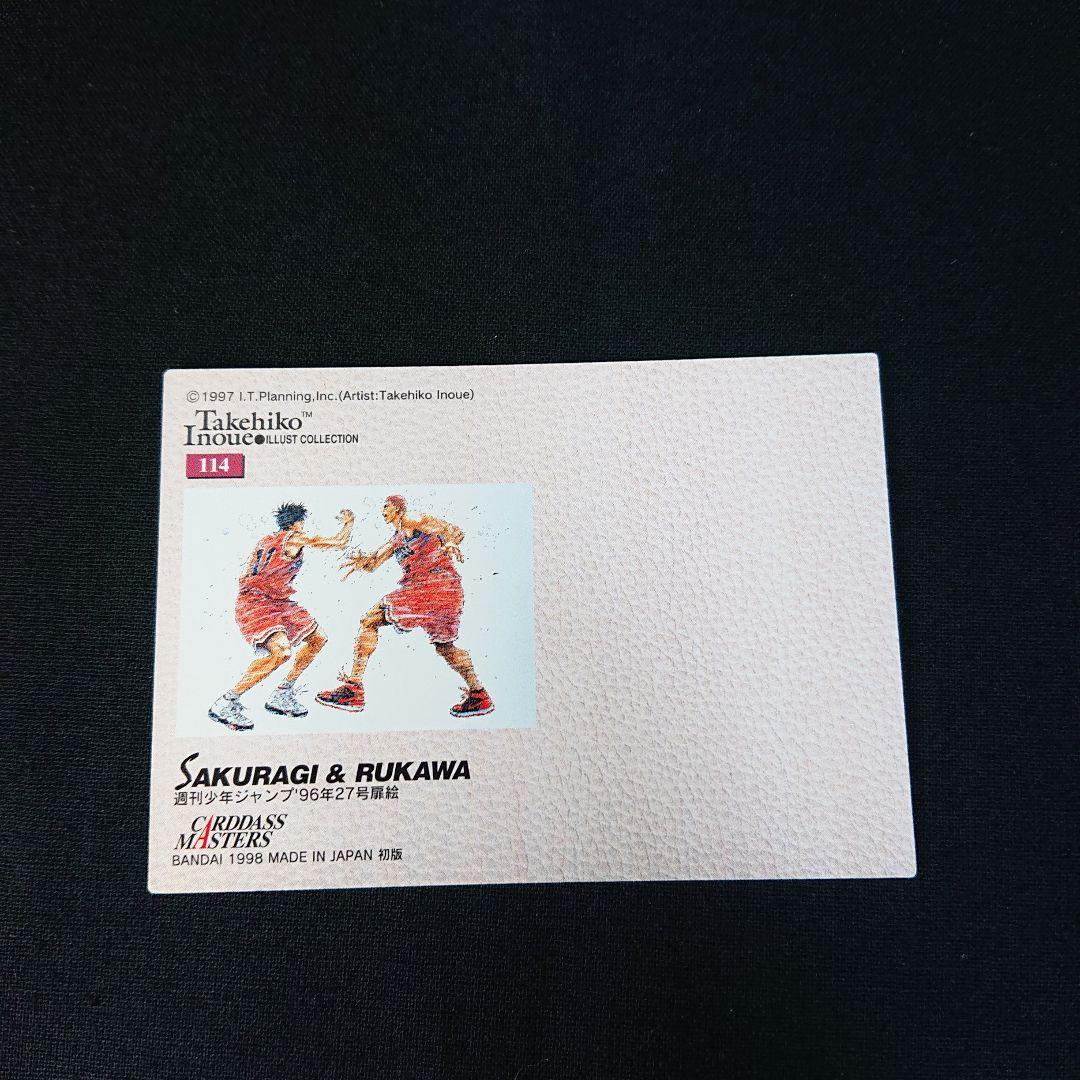 ©1997 I.T.Planning,Inc.(Artist:Takehiko Inoue)
Takehiko™
Inoue●ILLUST COLLECTION
114
11
SAKURAGI & RUKAWA
週刊少年ジャンプ'96年27号扉絵
CARDDASS
MASTERS
BANDAI 1998 MADE IN JAPAN 初版